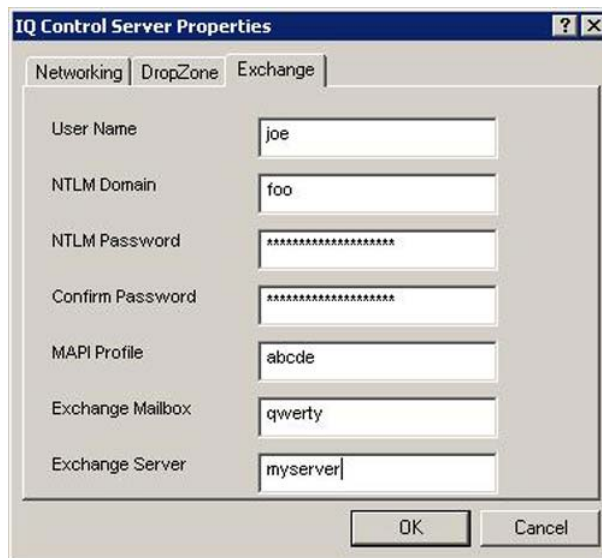 IQ Control Server Properties
Networking DropZone Exchange
User Name joe
NTLM Domain foo
NTLM Password ********************
Confirm Password ********************
MAPI Profile abcde
Exchange Mailbox qwerty
Exchange Server myserver
OK Cancel